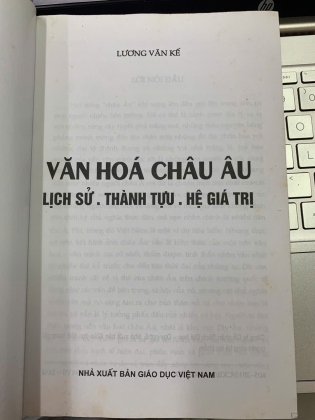 LƯƠNG VĂN KẾ
VĂN HOÁ CHÂU ÂU
LỊCH SỬ . THÀNH TỰU . HỆ GIÁ TRỊ
NHÀ XUẤT BẢN GIÁO DỤC VIỆT NAM